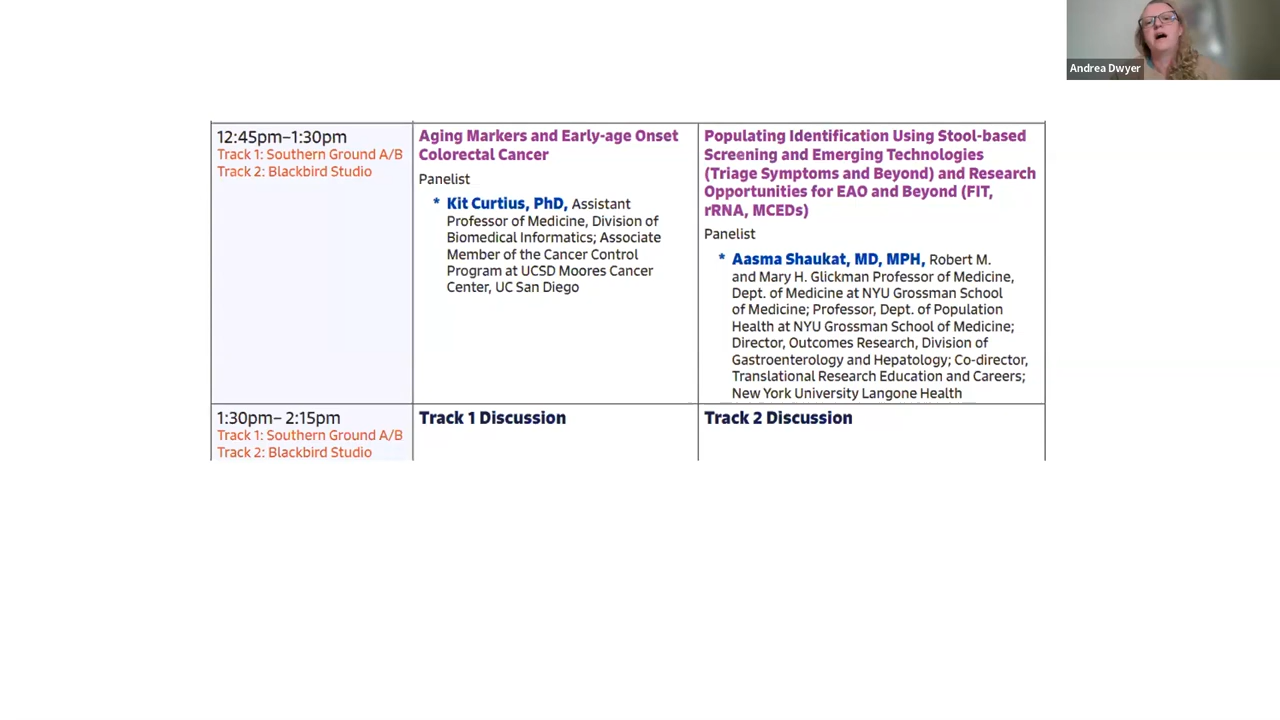 Andrea Dwyer
12:45pm–1:30pm
Track 1: Southern Ground A/B
Track 2: Blackbird Studio
Aging Markers and Early-age Onset
Colorectal Cancer
Panelist
* Kit Curtius, PhD, Assistant
Professor of Medicine, Division of
Biomedical Informatics; Associate
Member of the Cancer Control
Program at UCSD Moores Cancer
Center, UC San Diego
Populating Identification Using Stool-based
Screening and Emerging Technologies
(Triage Symptoms and Beyond) and Research
Opportunities for EAO and Beyond (FIT,
rRNA, MCEDs)
Panelist
* Aasma Shaukat, MD, MPH, Robert M.
and Mary H. Glickman Professor of Medicine,
Dept. of Medicine at NYU Grossman School
of Medicine; Professor, Dept. of Population
Health at NYU Grossman School of Medicine;
Director, Outcomes Research, Division of
Gastroenterology and Hepatology; Co-director,
Translational Research Education and Careers;
New York University Langone Health
1:30pm– 2:15pm
Track 1: Southern Ground A/B
Track 2: Blackbird Studio
Track 1 Discussion
Track 2 Discussion